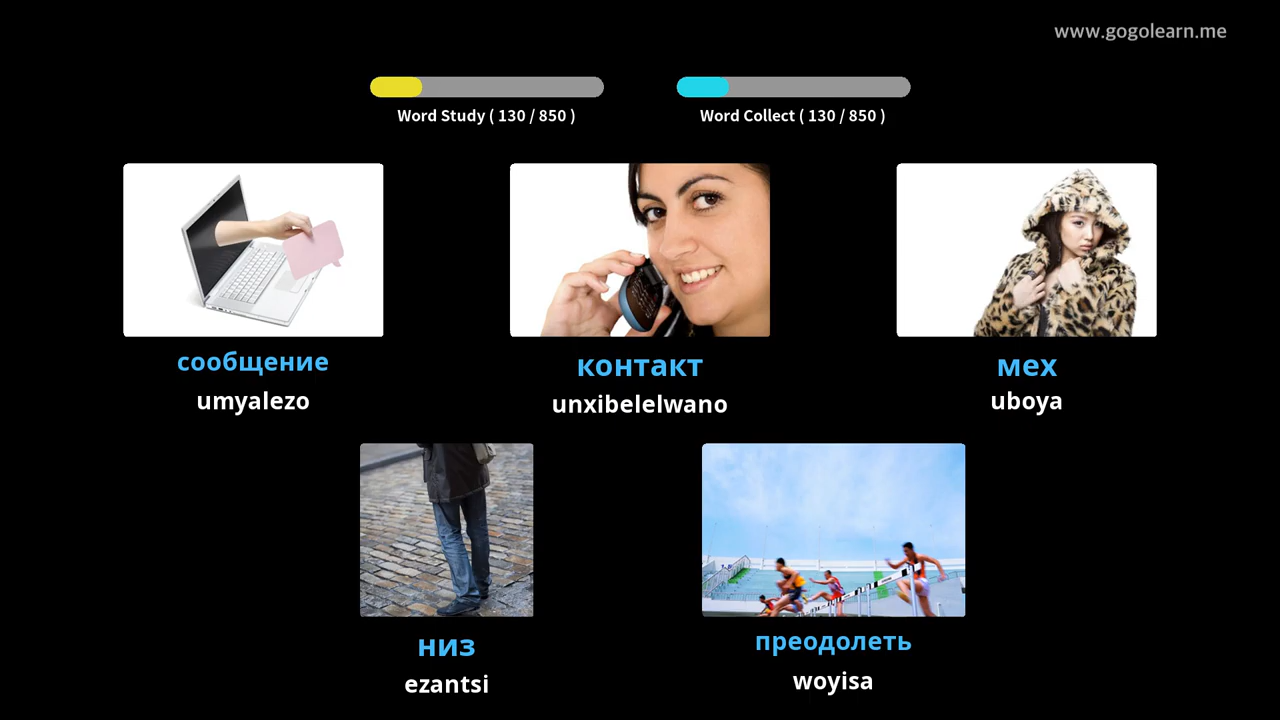 www.gogolearn.me
Word Study ( 130 / 850 )
Word Collect ( 130 / 850 )
сообщение
umyalezo
контакт
unxibelelwano
мех
uboya
низ
ezantsi
преодолеть
woyisa